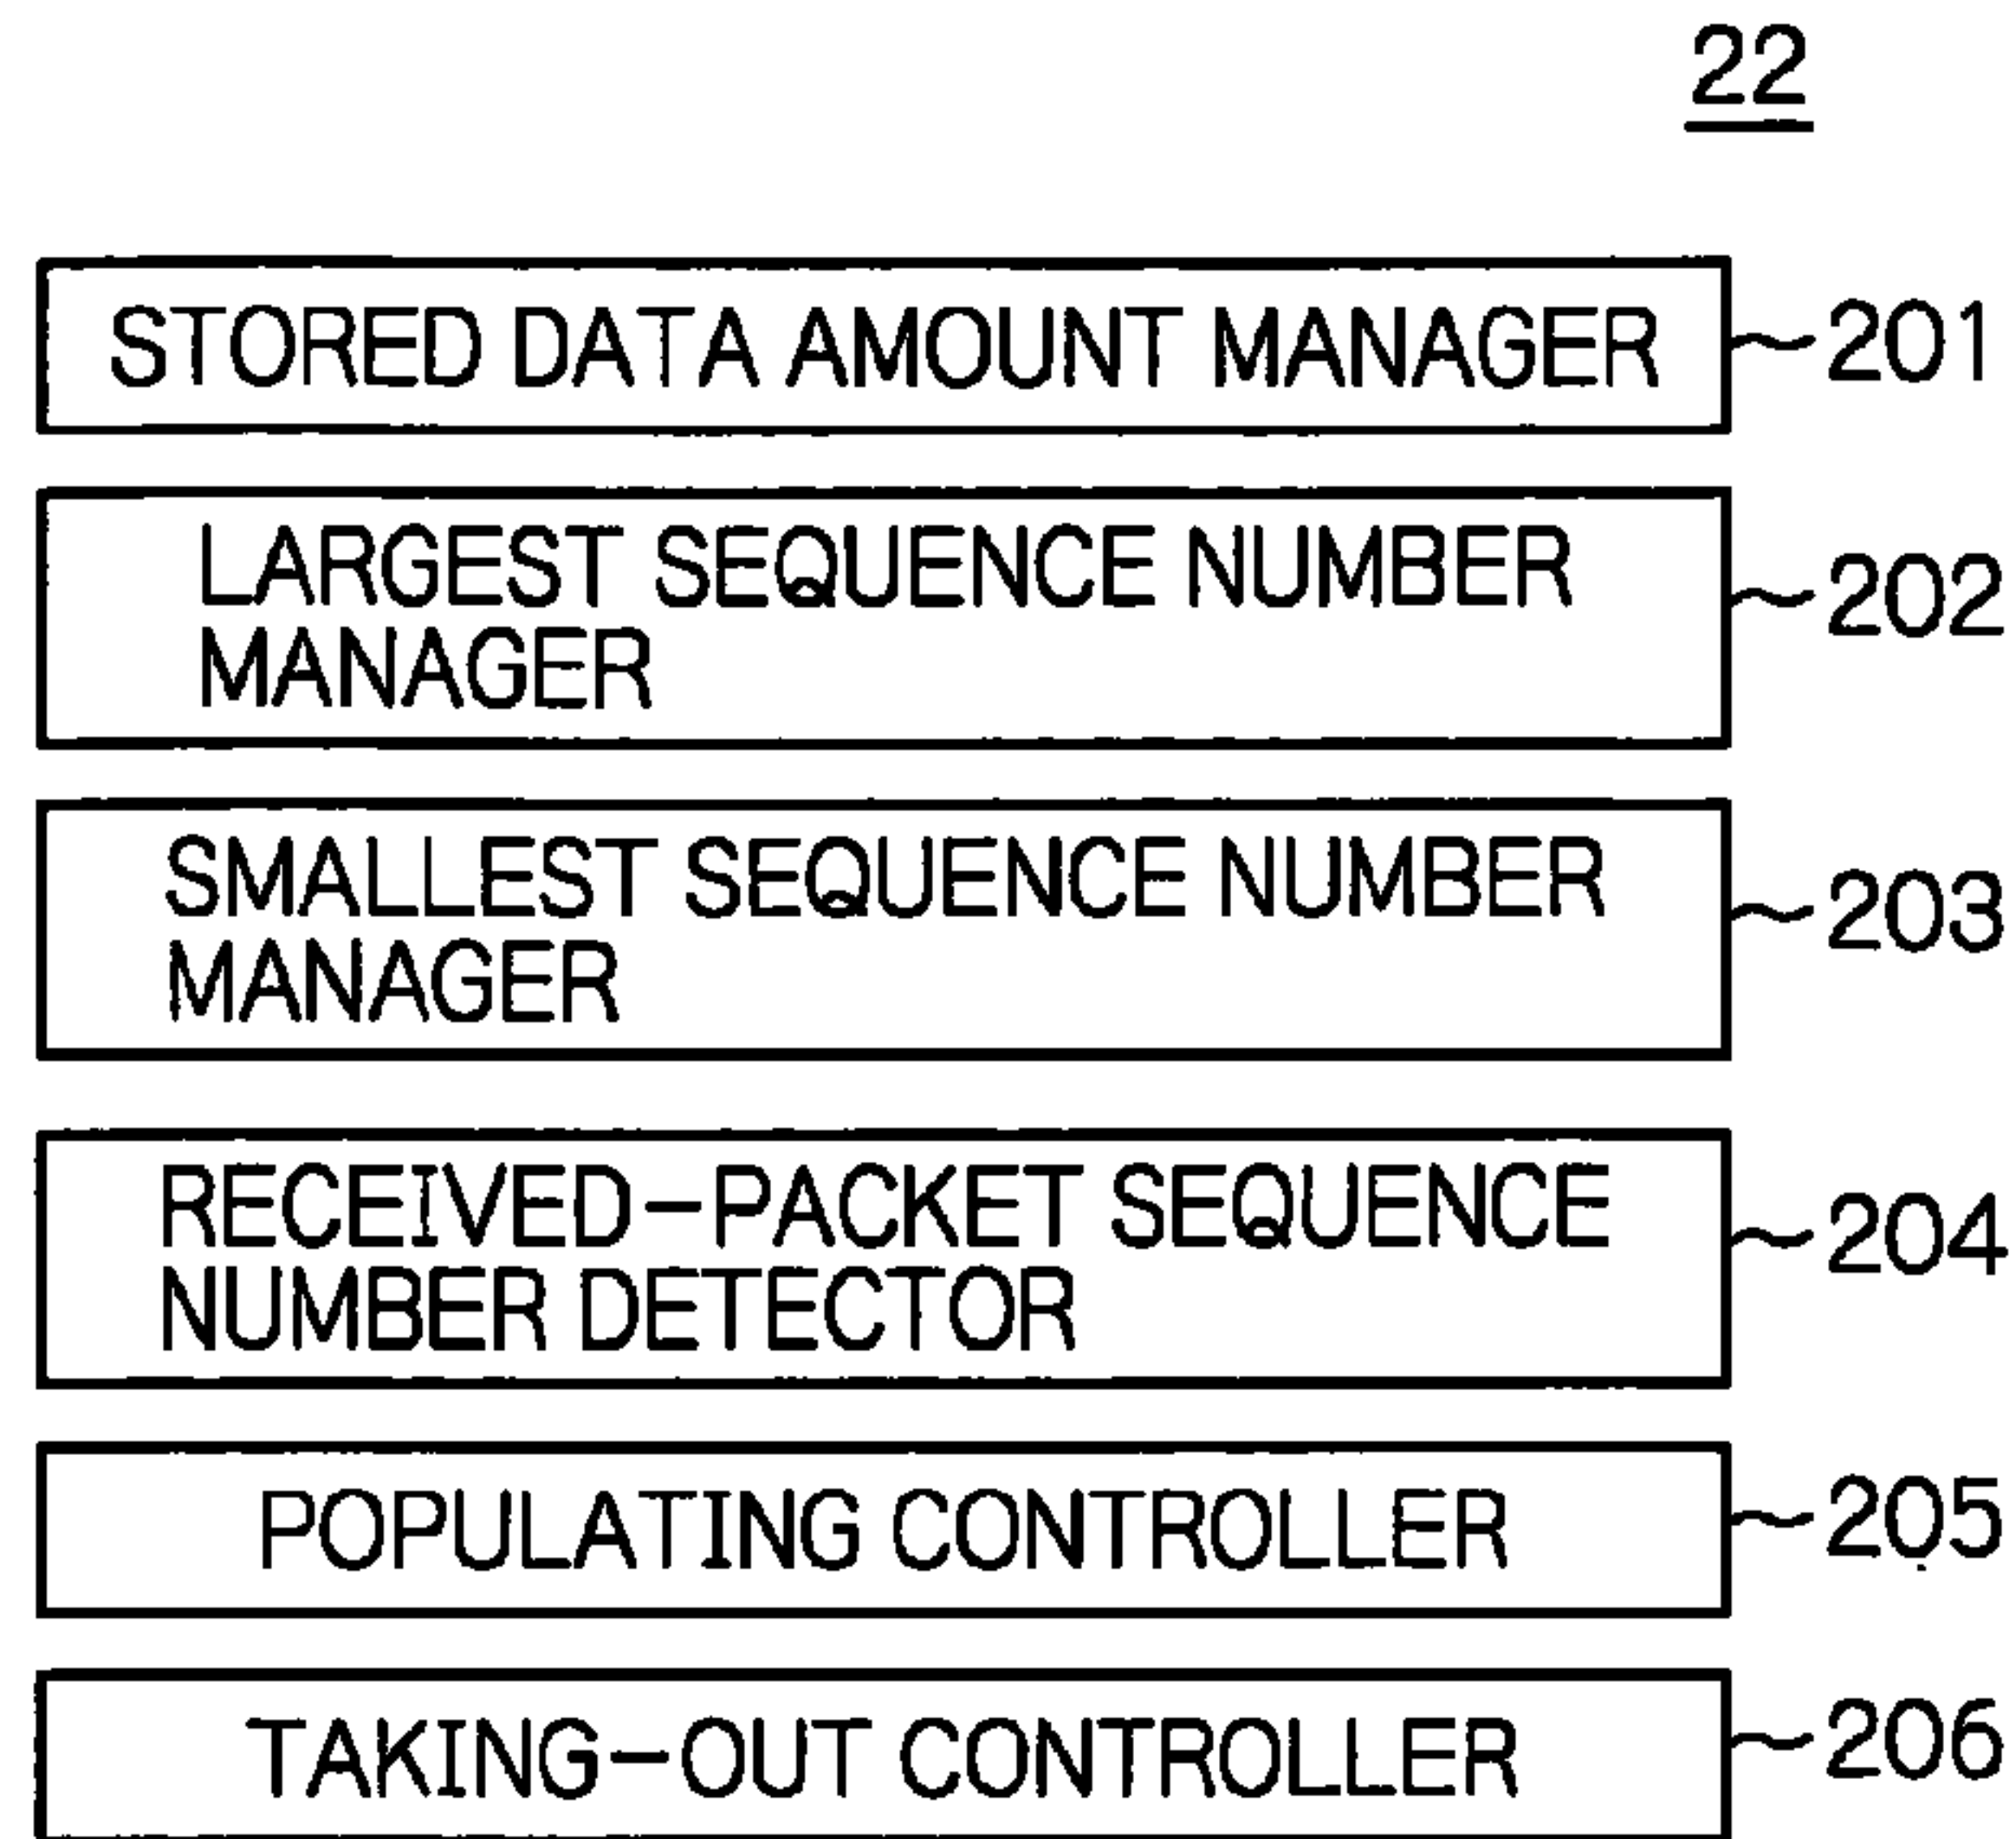 22
STORED DATA AMOUNT MANAGER 201
LARGEST SEQUENCE NUMBER
MANAGER
202
SMALLEST SEQUENCE NUMBER
MANAGER
203
RECEIVED-PACKET SEQUENCE
NUMBER DETECTOR
204
POPULATING CONTROLLER 205
TAKING-OUT CONTROLLER 206